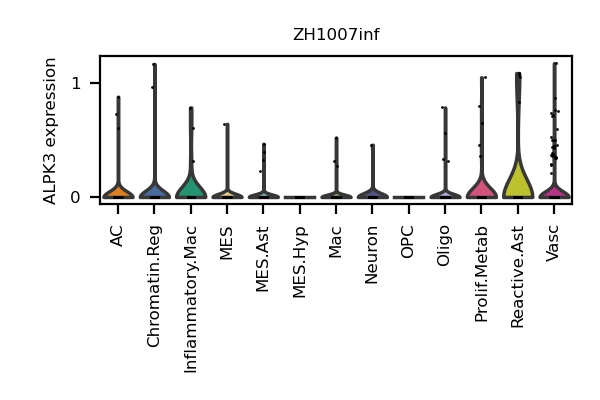 ZH1007inf
ALPK3 expression
1
0
AC
Chromatin.Reg
Inflammatory.Mac
MES
MES.Ast
MES.Hyp
Mac
Neuron
OPC
Oligo
Prolif.Metab
Reactive.Ast
Vasc